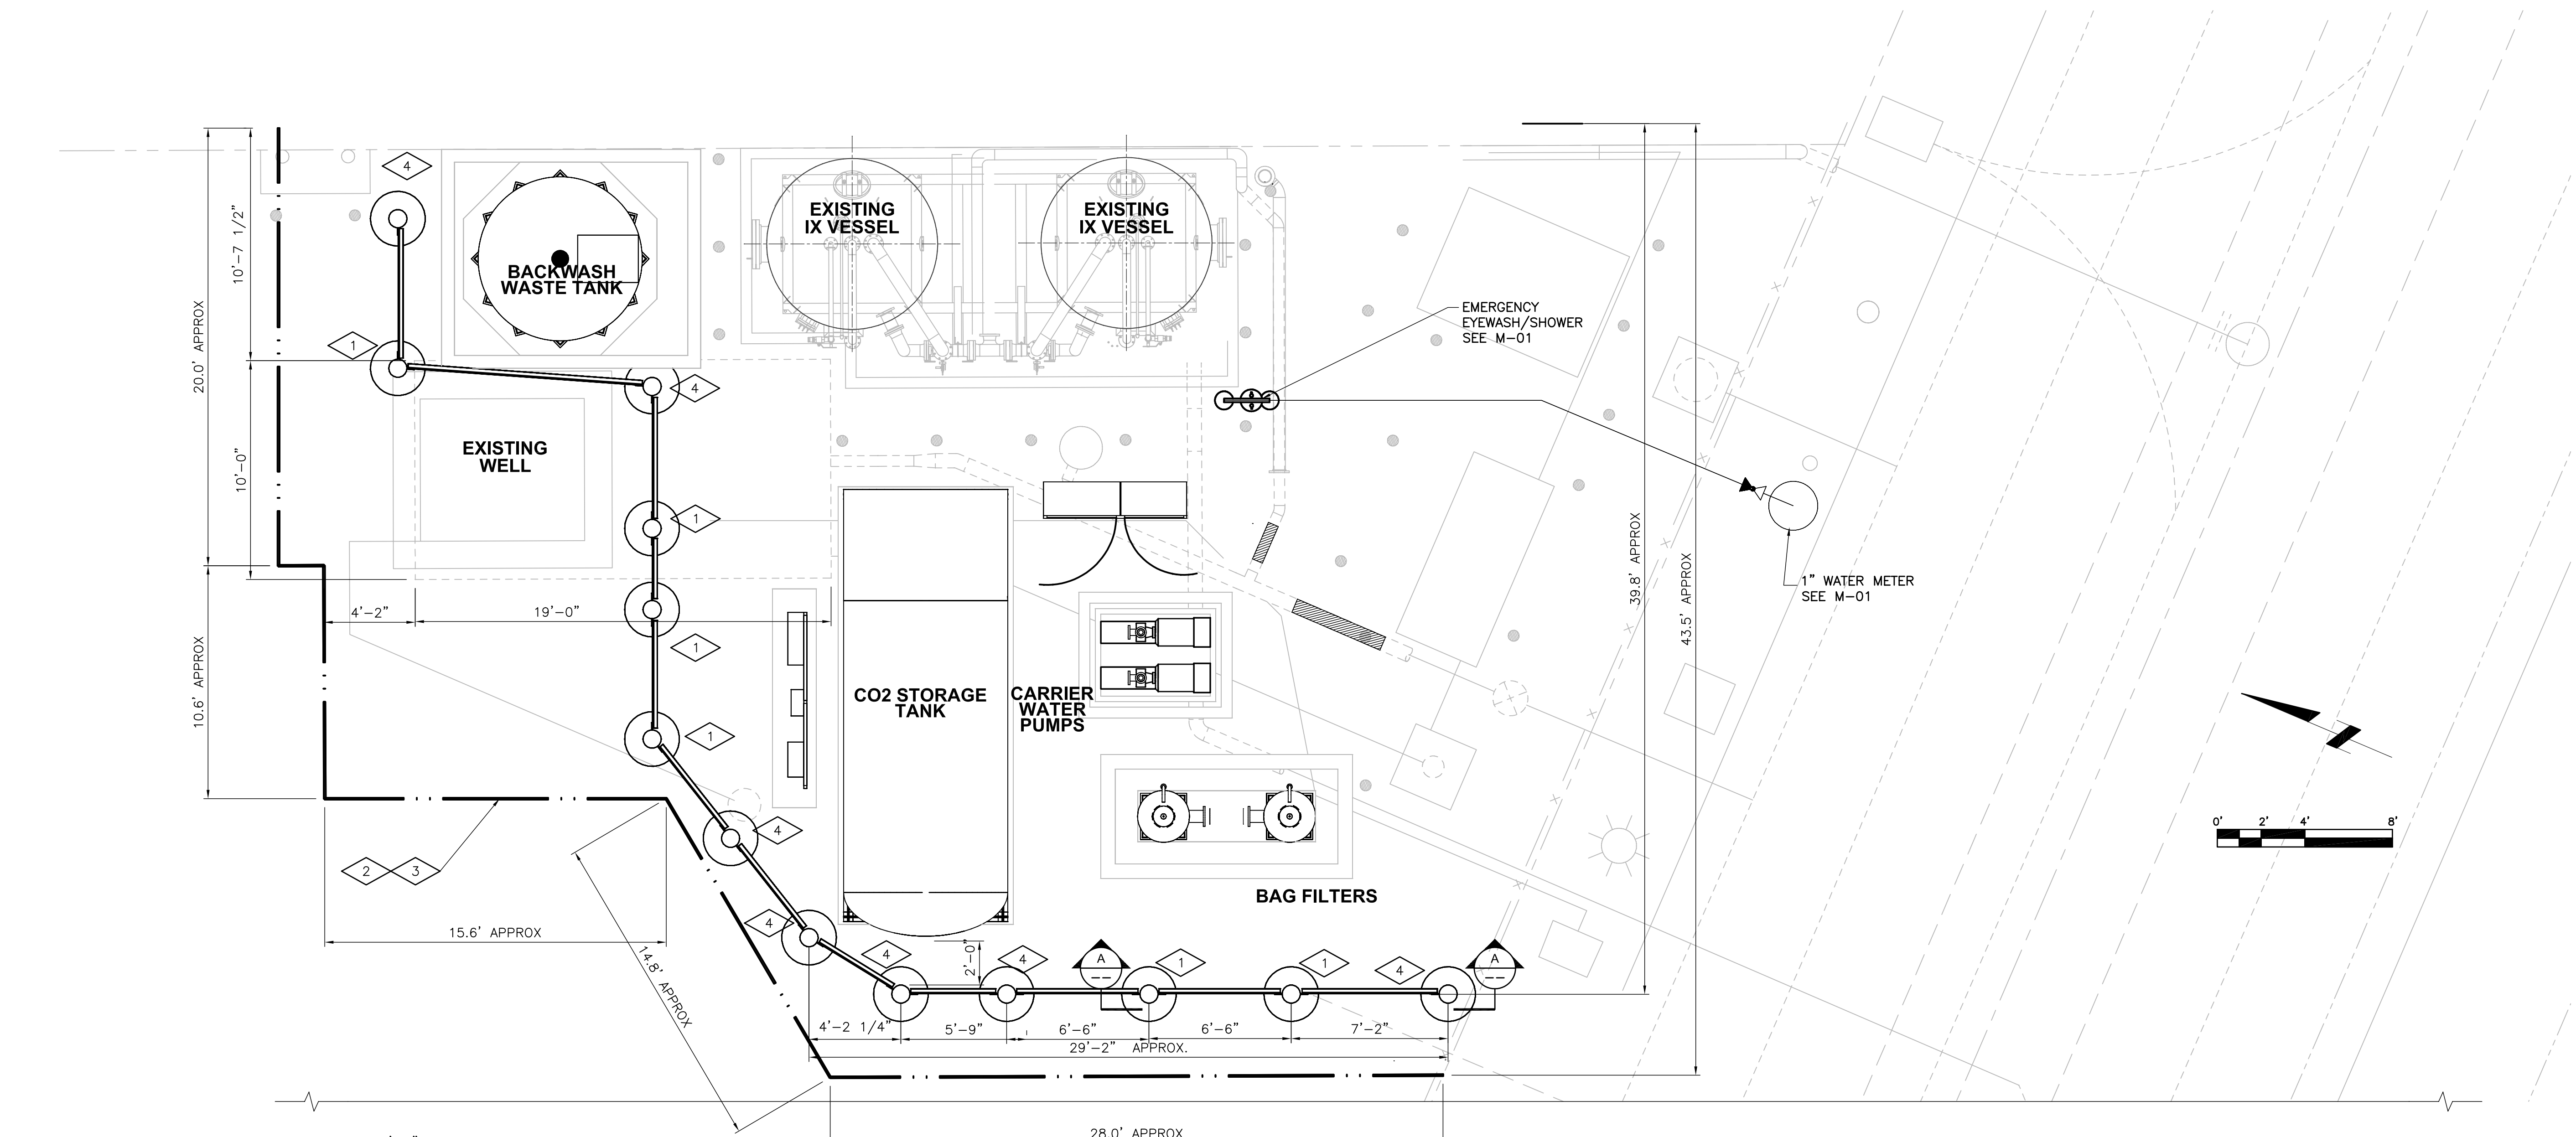 4
EXISTING
IX VESSEL
EXISTING
IX VESSEL
10'-7 1/2"
20.0' APPROX
BACKWASH
WASTE TANK
EMERGENCY
EYEWASH/SHOWER
SEE M-01
1
4
EXISTING
WELL
10'-0"
1
39.8' APPROX
43.5' APPROX
1" WATER METER
SEE M-01
4'-2"
19'-0"
1
10.6' APPROX
CO2 STORAGE
TANK
CARRIER
WATER
PUMPS
1
0'
2'
4'
8'
4
2
3
BAG FILTERS
4
15.6' APPROX
14.8' APPROX
4
2'-0"
4
A
1
1
4
A
4'-2 1/4"
5'-9"
6'-6"
6'-6"
7'-2"
29'-2" APPROX.
28.0' APPROX